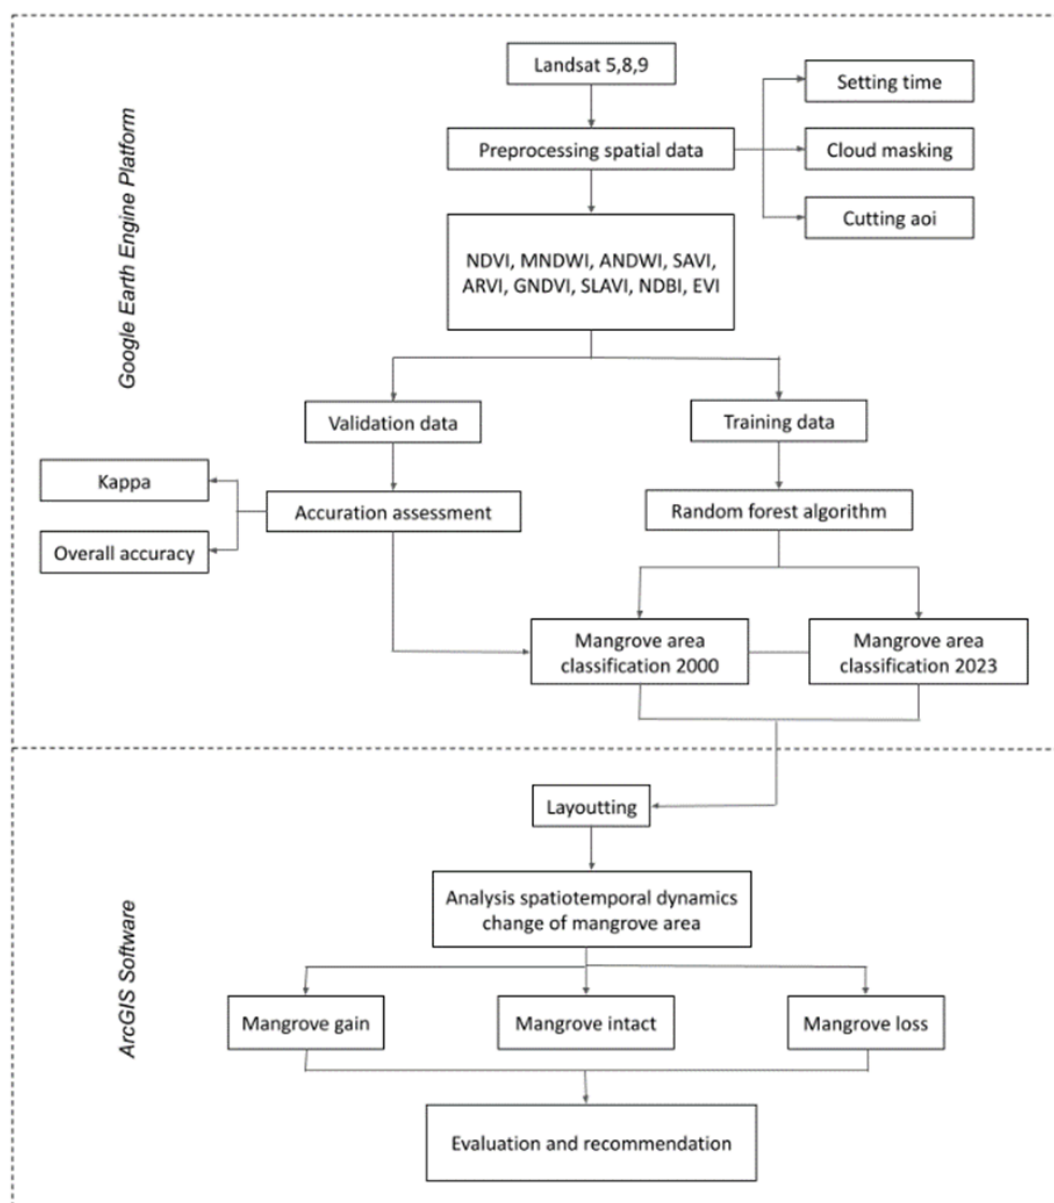 Google Earth Engine Platform
Landsat 5,8,9
Setting time
Preprocessing spatial data
Cloud masking
Cutting aoi
NDVI, MNDWI, ANDWI, SAVI,
ARVI, GNDVI, SLAVI, NDBI, EVI
Validation data
Training data
Kappa
Accuration assessment
Random forest algorithm
Overall accuracy
Mangrove area
classification 2000
Mangrove area
classification 2023
ArcGIS Software
Layoutting
Analysis spatiotemporal dynamics
change of mangrove area
Mangrove gain
Mangrove intact
Mangrove loss
Evaluation and recommendation